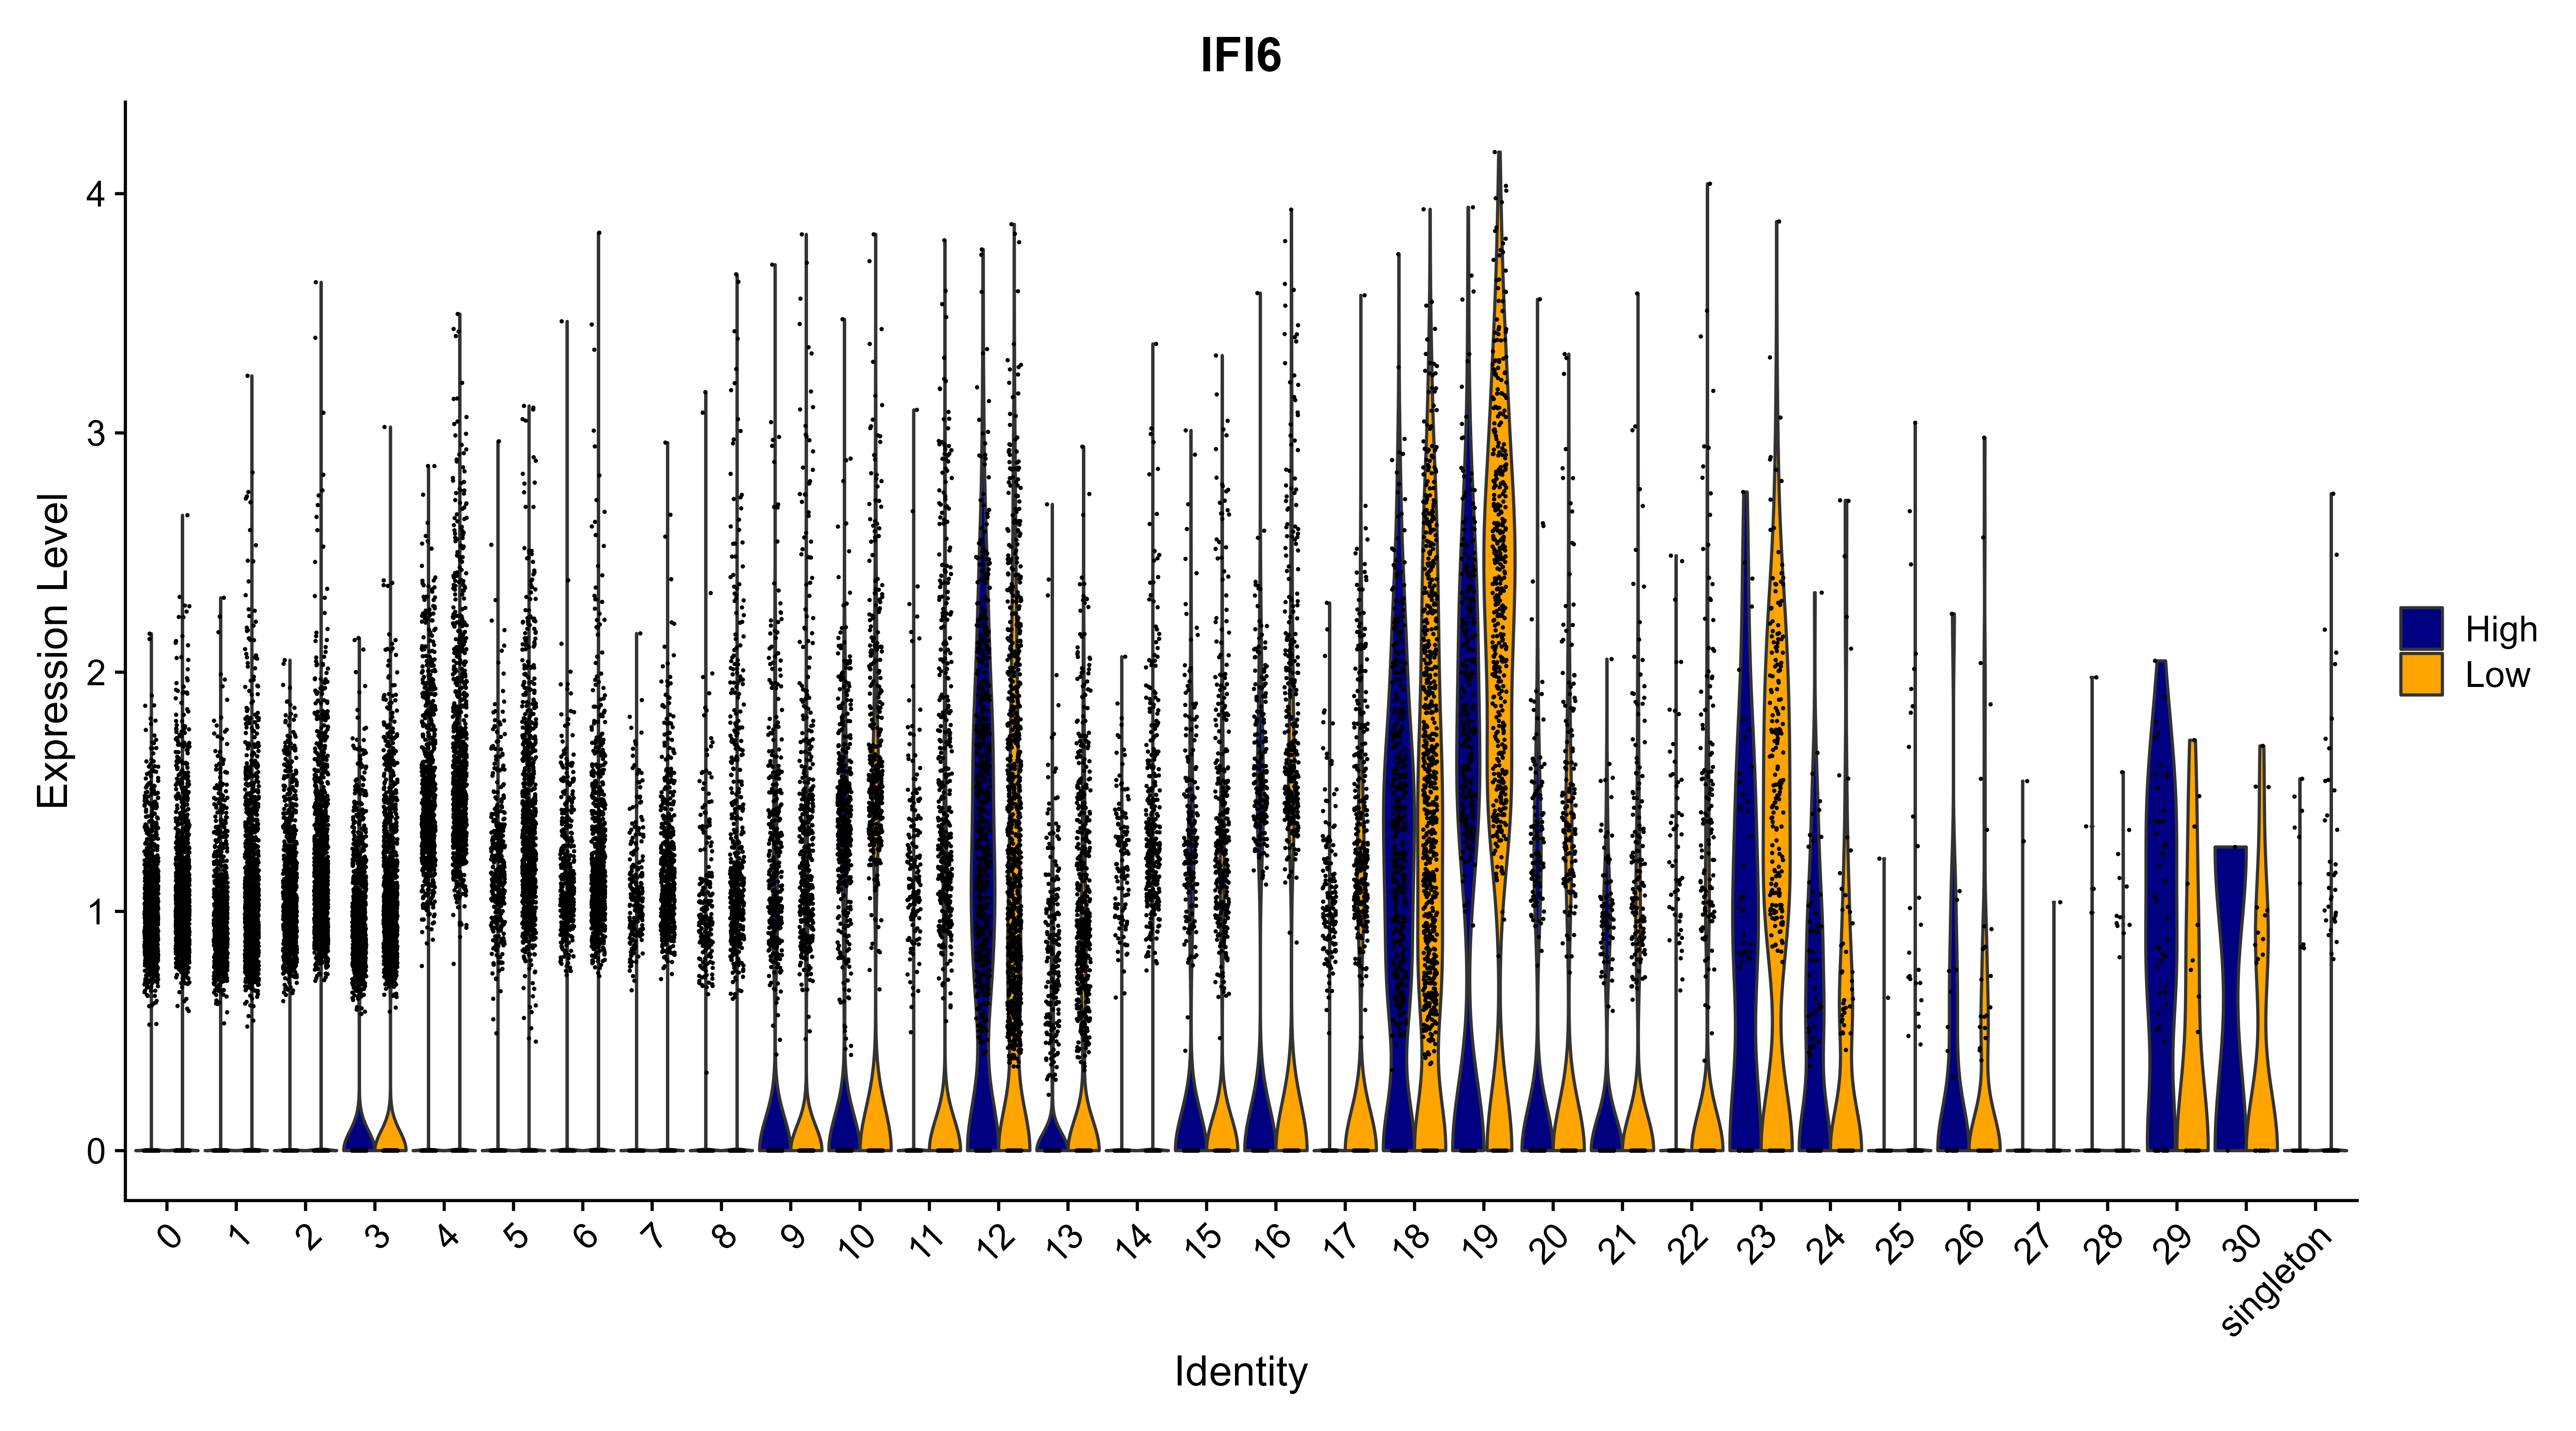 IFI6
Expression Level
4
3
2
1
0
0 1 2 3 4 5 6 7 8 9 10 11 12 13 14 15 16 17 18 19 20 21 22 23 24 25 26 27 28 29 30 singleton
Identity
High
Low